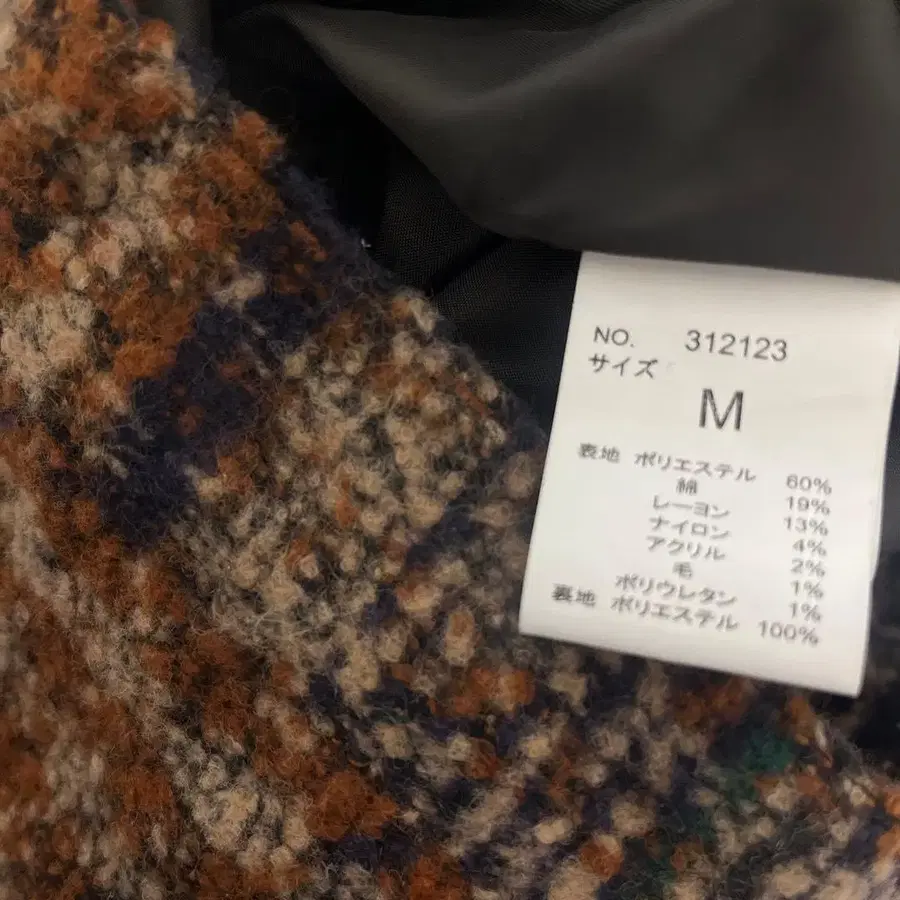 NO. 312123
サイズ
M
表地 ポリエステル 60%
綿 19%
レーヨン 13%
ナイロン 4%
アクリル 2%
毛 1%
ポリウレタン 1%
裏地 ポリエステル 100%